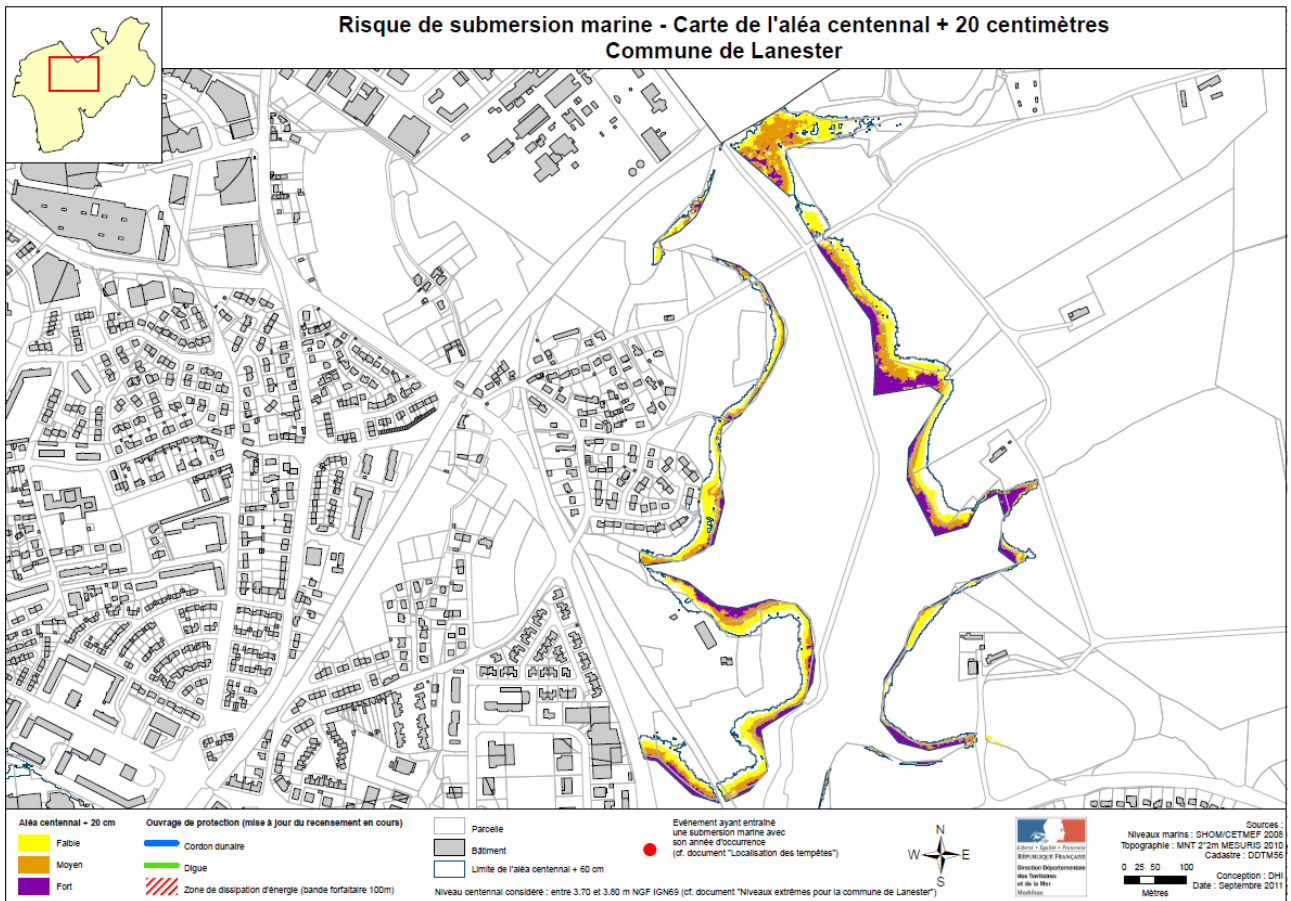 Risque de submersion marine - Carte de l'aléa centennal + 20 centimètres
Commune de Lanester
Aléa centennal + 20 cm
Faible
Moyen
Fort
Ouvrage de protection (mise à jour du recensement en cours)
Cordon dunaire
Digue
Zone de dissipation d'énergie (bande forfaitaire 100m)
Parcelle
Bâtiment
Limite de l'aléa centennal + 60 cm
Evénement ayant entraîné
une submersion marine avec
son année d'occurrence
(cf. document "Localisation des tempêtes)
Niveau centennal considéré : entre 3.70 et 3.80 m NGF IGN69 (cf. document "Niveaux extrêmes pour la commune de Lanester")
N
W
E
S
Liberté • Égalité • Fraternité
RÉPUBLIQUE FRANÇAISE
Direction Départementale
des Territoires
et de la Mer
Morbihan
Sources :
Niveaux marins : SHOM/CETMEF 2008
Topographie : MNT 2*2m MESURIS 2010
Cadastre : DDTM56
0 25 50 100
Mètres
Conception : DHI
Date : Septembre 2011